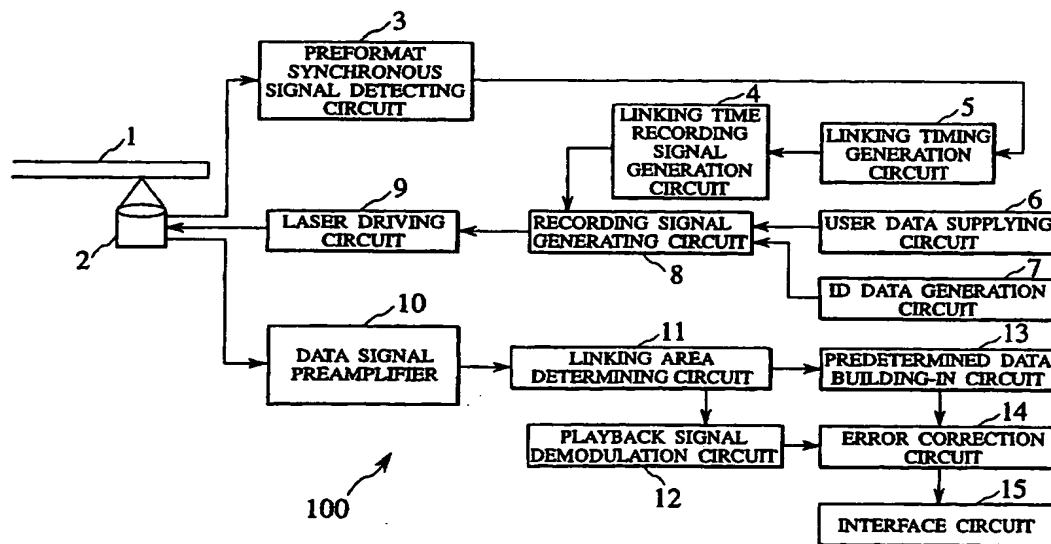 3
PREFORMAT
SYNCHRONOUS
SIGNAL DETECTING
CIRCUIT
4
LINKING TIME
RECORDING
SIGNAL
GENERATION
CIRCUIT
5
LINKING TIMING
GENERATION
CIRCUIT
1
2
9
LASER DRIVING
CIRCUIT
RECORDING SIGNAL
GENERATING CIRCUIT
8
6
USER DATA SUPPLYING
CIRCUIT
7
ID DATA GENERATION
CIRCUIT
10
DATA SIGNAL
PREAMPLIFIER
11
LINKING AREA
DETERMINING CIRCUIT
13
PREDETERMINED DATA
BUILDING-IN CIRCUIT
PLAYBACK SIGNAL
DEMODULATION CIRCUIT
12
14
ERROR CORRECTION
CIRCUIT
15
INTERFACE CIRCUIT
100